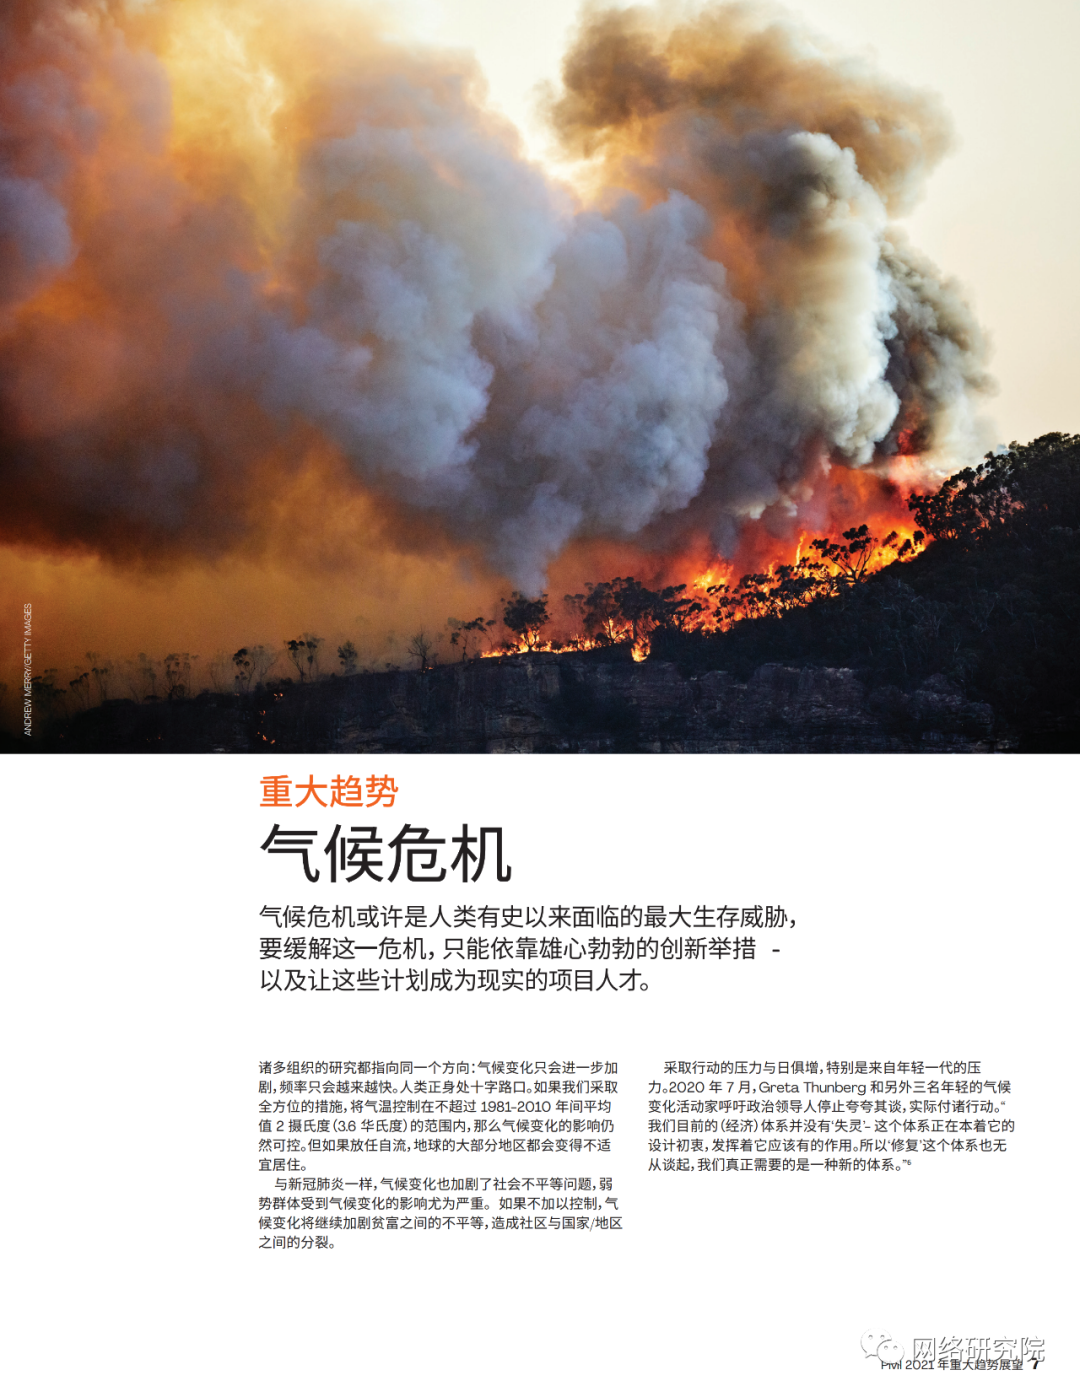 ANDREW MERRY/GETTY IMAGES
重大趋势
气候危机
气候危机或许是人类有史以来面临的最大生存威胁，
要缓解这一危机，只能依靠雄心勃勃的创新举措 -
以及让这些计划成为现实的项目人才。
诸多组织的研究都指向同一个方向：气候变化只会进一步加
剧，频率只会越来越快。人类正身处十字路口。如果我们采取
全方位的措施，将气温控制在不超过 1981-2010 年间平均
值 2 摄氏度（3.6 华氏度）的范围内，那么气候变化的影响仍
然可控。但如果放任自流，地球的大部分地区都会变得不适
宜居住。
与新冠肺炎一样，气候变化也加剧了社会不平等问题，弱
势群体受到气候变化的影响尤为严重。如果不加以控制，气
候变化将继续加剧贫富之间的不平等，造成社区与国家/地区
之间的分裂。
采取行动的压力与日俱增，特别是来自年轻一代的压
力。2020 年 7 月，Greta Thunberg 和另外三名年轻的气候
变化活动家呼吁政治领导人停止夸夸其谈，实际付诸行动。“
我们目前的（经济）体系并没有‘失灵’- 这个体系正在本着它的
设计初衷，发挥着它应该有的作用。所以‘修复’这个体系也无
从谈起，我们真正需要的是一种新的体系。”⁶
网络研究院
PMI 2021 年重大趋势展望 7